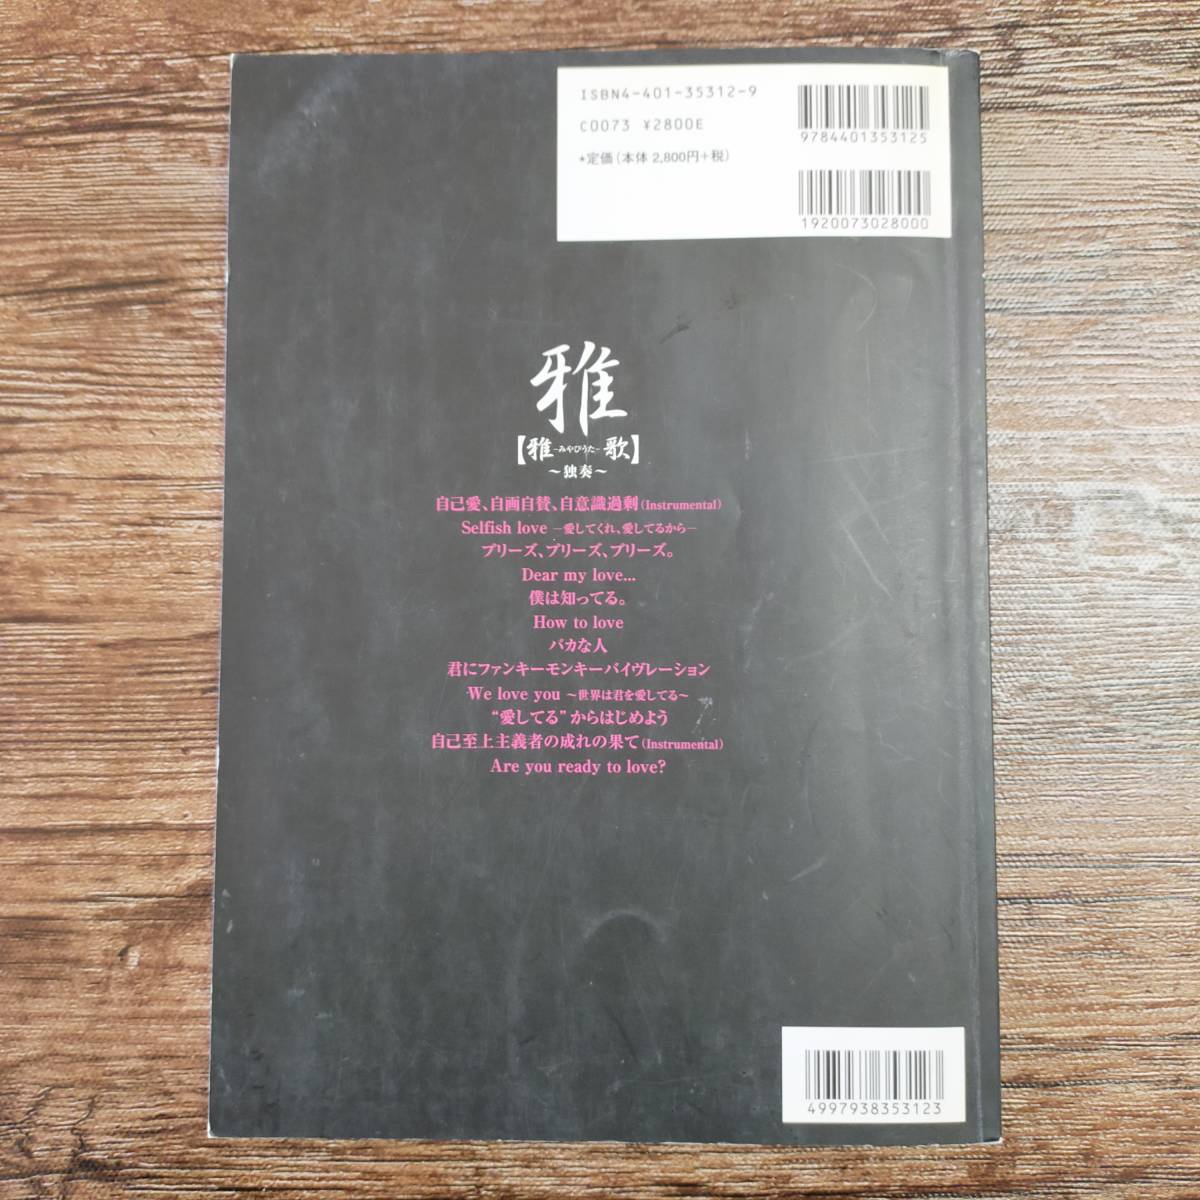 ISBN4-401-35312-9
C0073 ¥2800E
*定価(本体2,800円+税)
9784401353125
1920073028000
雅
【雅-みやびうた-歌】
~独奏~
自己愛、自画自賛、自意識過剰(Instrumental)
Selfish love —愛してくれ、愛してるから—
プリーズ、プリーズ、プリーズ。
Dear my love...
僕は知ってる。
How to love
バカな人
君にファンキーモンキーバイヴレーション
We love you ~世界は君を愛してる~
“愛してる”からはじめよう
自己至上主義者の成れの果て(Instrumental)
Are you ready to love?
4997938353123